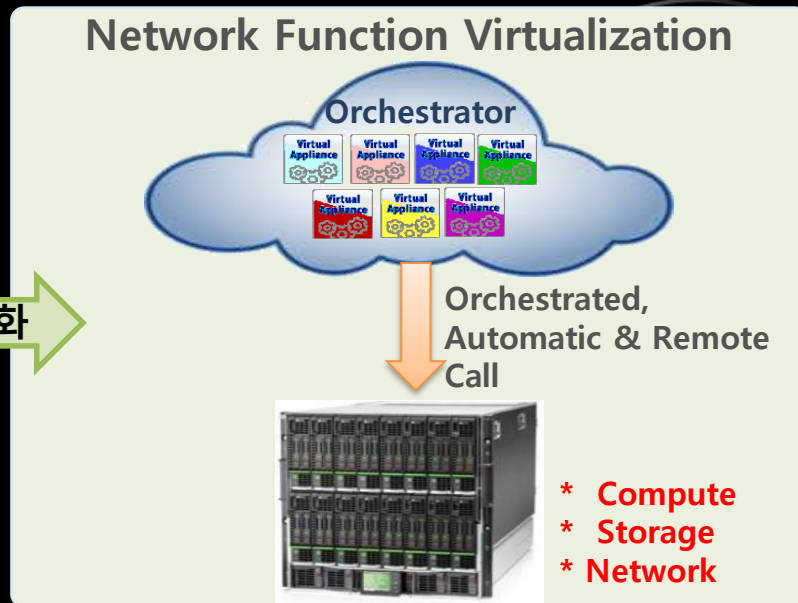 Network Function Virtualization
Orchestrator
Virtual Appliance
Virtual Appliance
Virtual Appliance
Virtual Appliance
Virtual Appliance
Virtual Appliance
Virtual Appliance
화
Orchestrated,
Automatic & Remote
Call
* Compute
* Storage
* Network